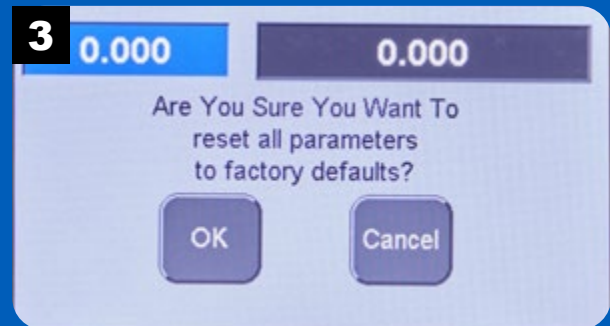 3
0.000 0.000
Are You Sure You Want To
reset all parameters
to factory defaults?
OK Cancel